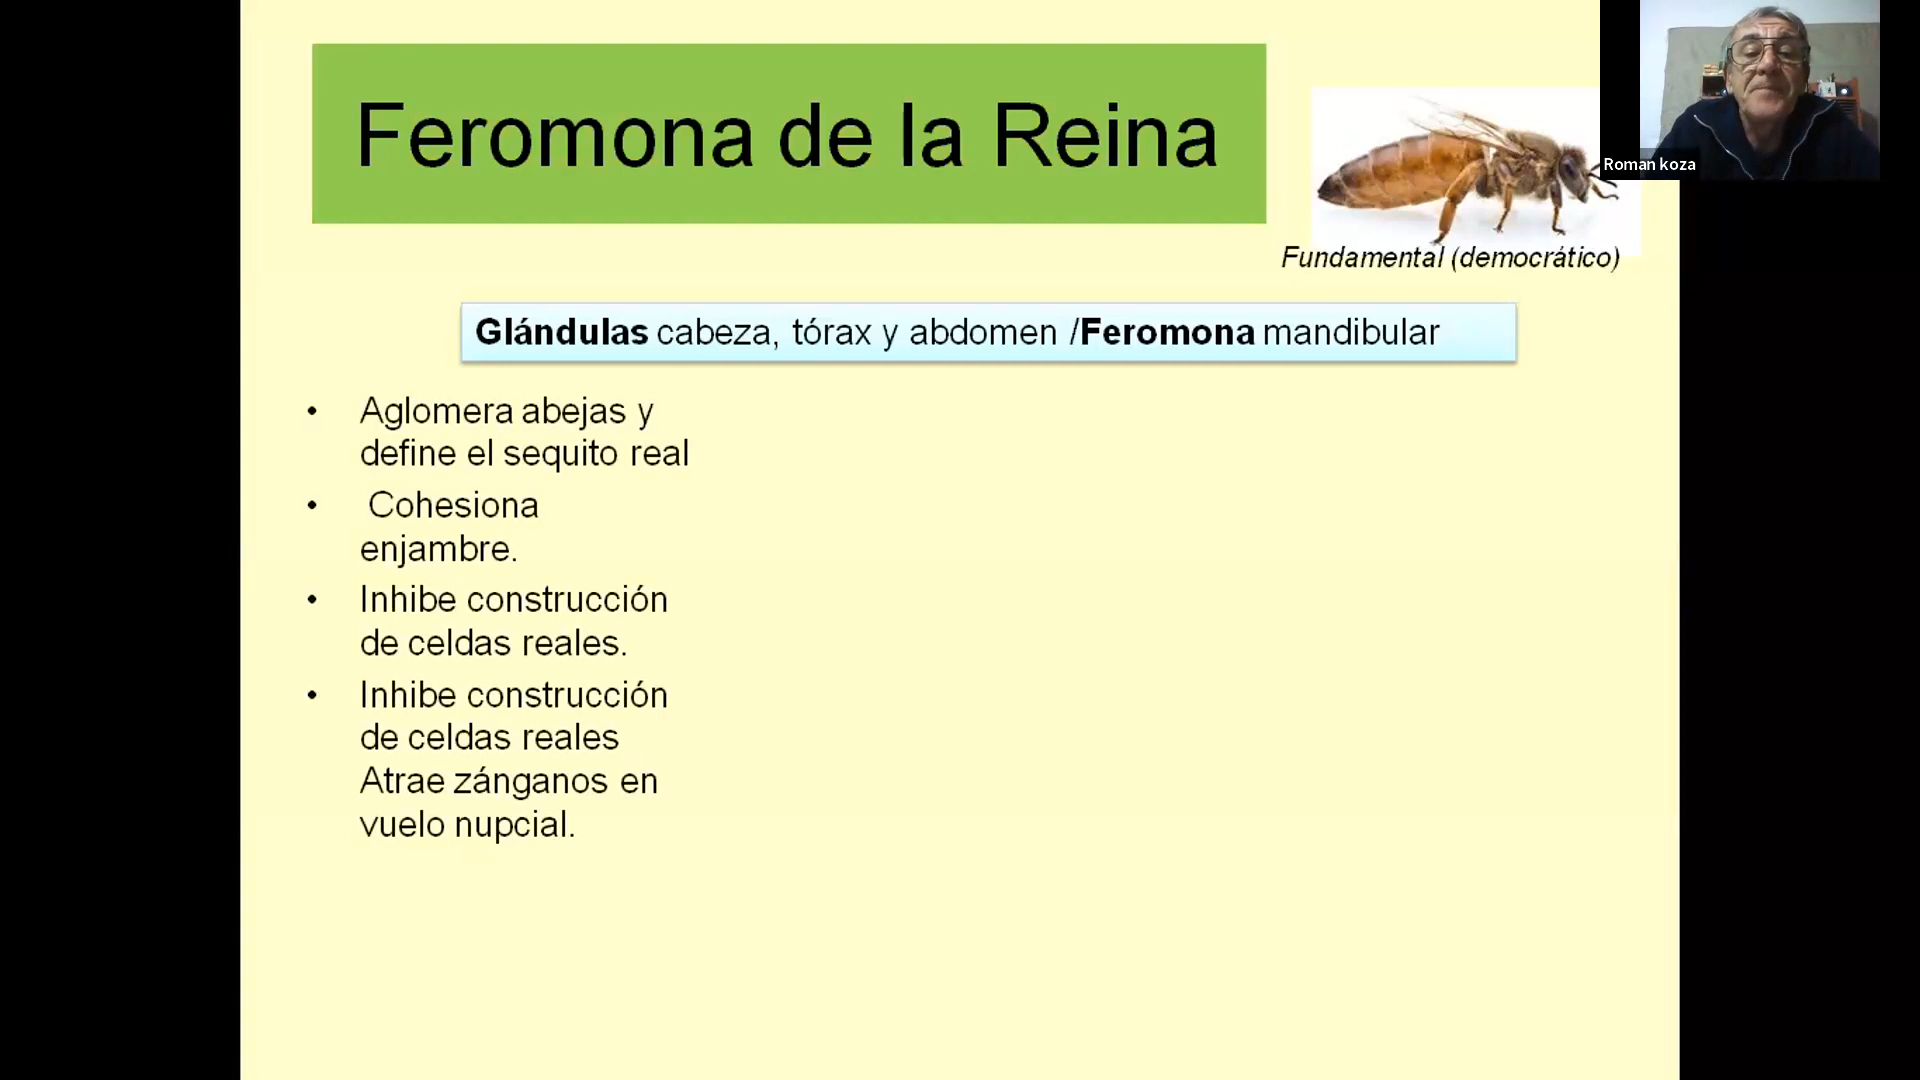 Feromona de la Reina
Roman koza
Fundamental (democrático)
Glándulas cabeza, tórax y abdomen /Feromona mandibular
• Aglomera abejas y
define el sequito real
• Cohesiona
enjambre.
• Inhibe construcción
de celdas reales.
• Inhibe construcción
de celdas reales
Atrae zánganos en
vuelo nupcial.